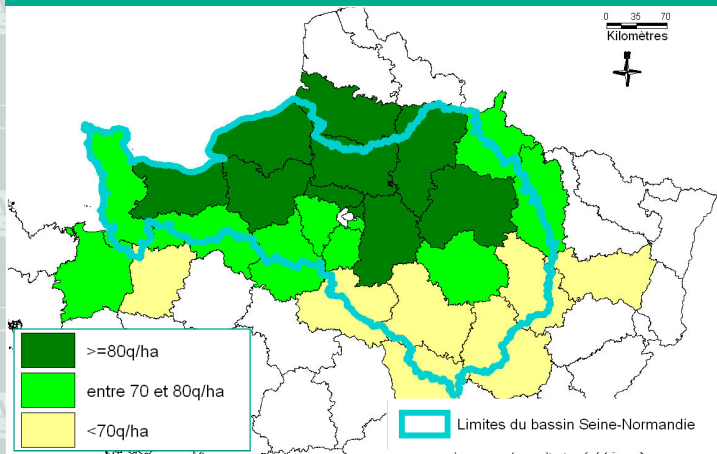 0 35 70
Kilomètres
>=80q/ha
entre 70 et 80q/ha
<70q/ha
Limites du bassin Seine-Normandie